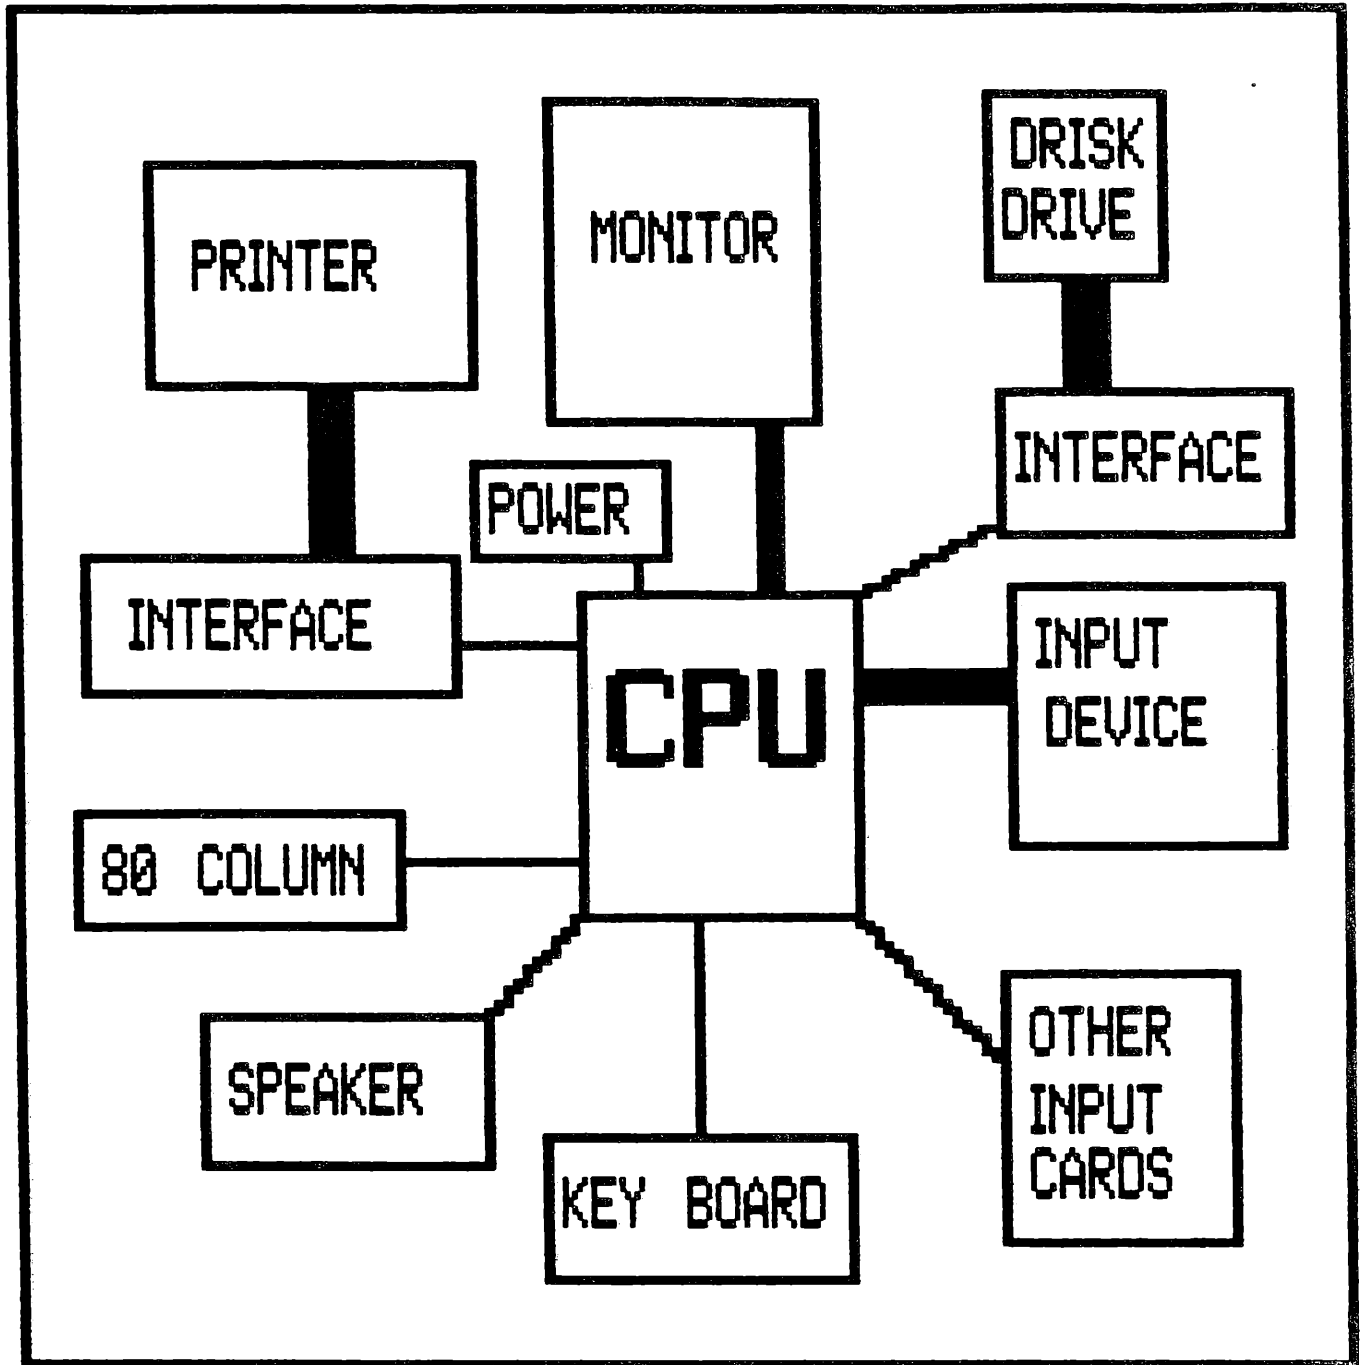 DRISK
DRIVE
MONITOR
PRINTER
INTERFACE
POWER
INTERFACE
INPUT
DEVICE
CPU
80 COLUMN
OTHER
INPUT
CARDS
SPEAKER
KEY BOARD